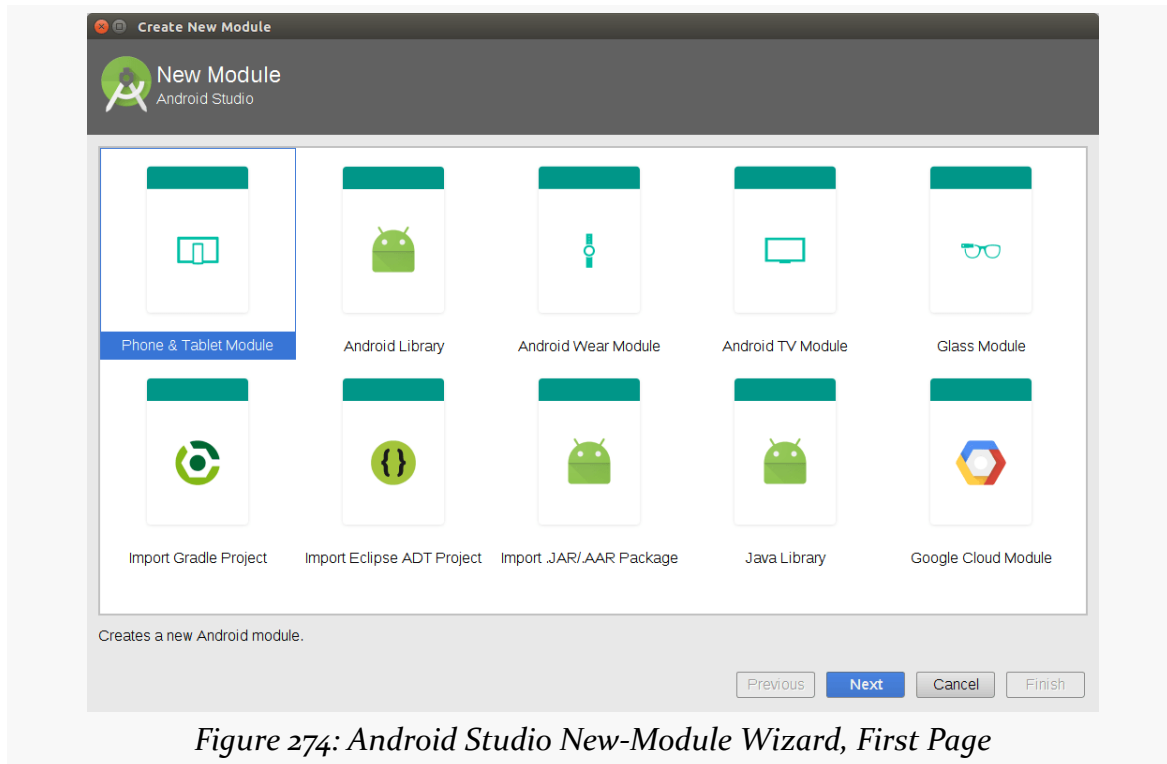 Create New Module
New Module
Android Studio
Phone & Tablet Module
Android Library
Android Wear Module
Android TV Module
Glass Module
{}
Import Gradle Project
Import Eclipse ADT Project
Import .JAR/.AAR Package
Java Library
Google Cloud Module
Creates a new Android module.
Previous
Next
Cancel
Finish
Figure 274: Android Studio New-Module Wizard, First Page